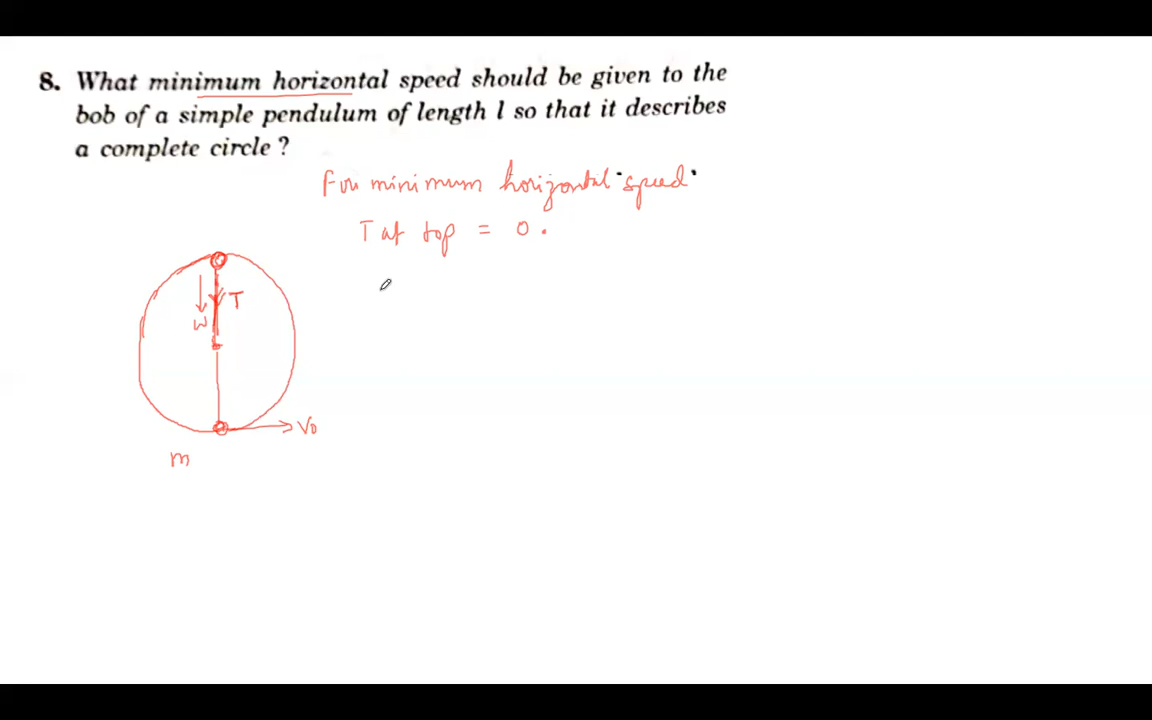 8. What minimum horizontal speed should be given to the
bob of a simple pendulum of length l so that it describes
a complete circle ?
For minimum horizontal speed.
T at top = 0.
T
W
L
V0
m